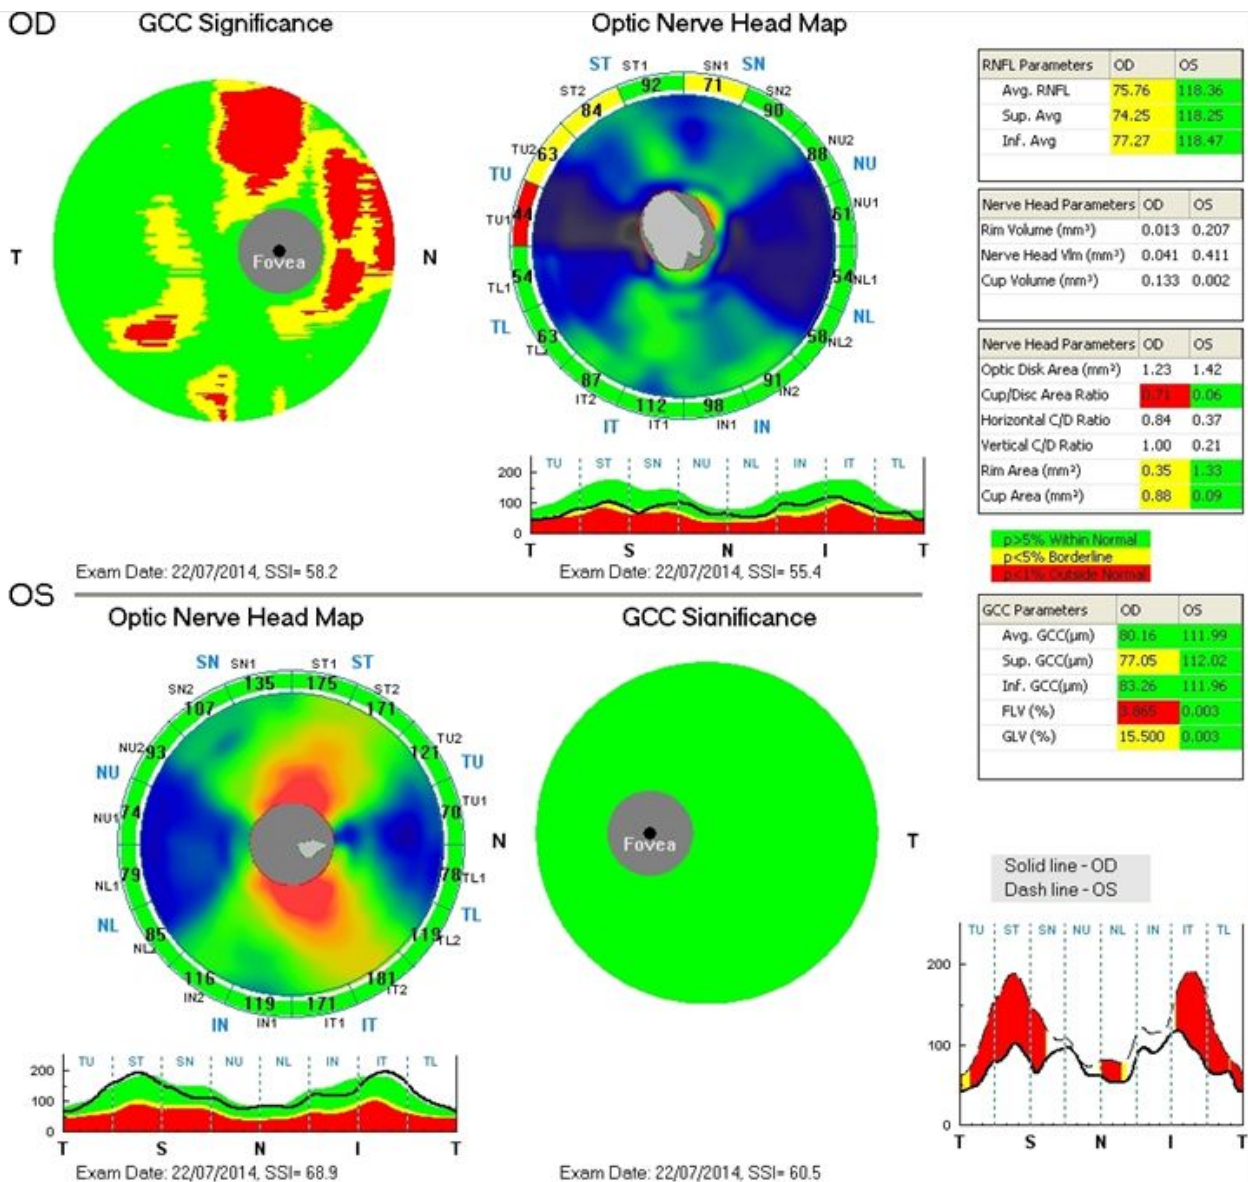 OD
GCC Significance
Optic Nerve Head Map
T
Fovea
N
ST
ST1
92
SN1
71
SN
ST2
84
SN2
90
TU2
63
NU2
88
TU
NU
TU1
44
NU1
61
54
TL1
54
NL1
TL
NL
63
58
NL2
87
IT2
91
IN2
112
IT1
98
IN1
IT
IN
TU ST SN NU NL IN IT TL
200
100
0
T S N I T
Exam Date: 22/07/2014, SSI= 58.2
Exam Date: 22/07/2014, SSI= 55.4
RNFL Parameters OD OS
Avg. RNFL 75.76 118.36
Sup. Avg 74.25 118.25
Inf. Avg 77.27 118.47
Nerve Head Parameters OD OS
Rim Volume (mm³) 0.013 0.207
Nerve Head Vlm (mm³) 0.041 0.411
Cup Volume (mm³) 0.133 0.002
Nerve Head Parameters OD OS
Optic Disk Area (mm²) 1.23 1.42
Cup/Disc Area Ratio 0.71 0.06
Horizontal C/D Ratio 0.84 0.37
Vertical C/D Ratio 1.00 0.21
Rim Area (mm²) 0.35 1.33
Cup Area (mm²) 0.88 0.09
p>5% Within Normal
p<5% Borderline
p<1% Outside Normal
OS
Optic Nerve Head Map
GCC Significance
SN
SN1
135
ST1
175
ST
SN2
107
ST2
171
NU2
93
TU2
121
NU
TU
NU1
74
TU1
70
79
NL1
78
TL1
NL
TL
85
119
TL2
116
IN2
181
IT2
119
IN1
171
IT1
IN
IT
N
Fovea
T
TU ST SN NU NL IN IT TL
200
100
0
T S N I T
Exam Date: 22/07/2014, SSI= 68.9
Exam Date: 22/07/2014, SSI= 60.5
GCC Parameters OD OS
Avg. GCC(µm) 80.16 111.99
Sup. GCC(µm) 77.05 112.02
Inf. GCC(µm) 83.26 111.96
FLV (%) 3.865 0.003
GLV (%) 15.500 0.003
Solid line - OD
Dash line - OS
TU ST SN NU NL IN IT TL
200
100
0
T S N I T